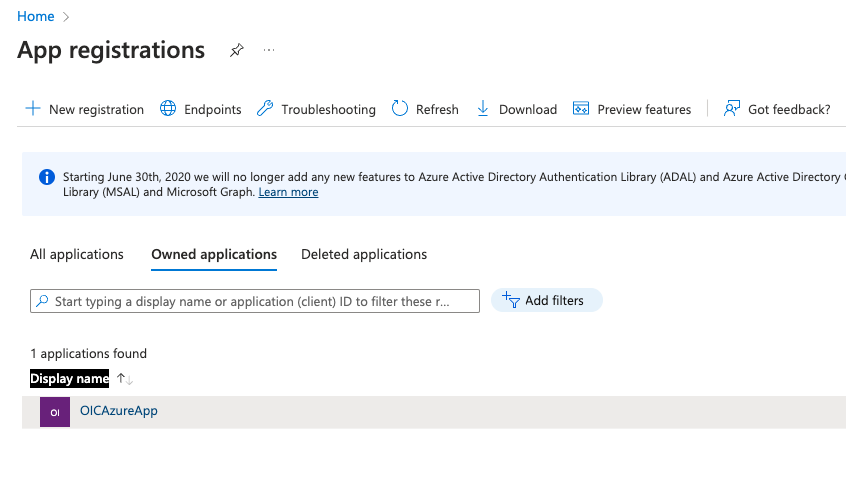 Home
App registrations
New registration Endpoints Troubleshooting Refresh Download Preview features Got feedback?
Starting June 30th, 2020 we will no longer add any new features to Azure Active Directory Authentication Library (ADAL) and Azure Active Directory
Library (MSAL) and Microsoft Graph. Learn more
All applications Owned applications Deleted applications
Start typing a display name or application (client) ID to filter these r...
Add filters
1 applications found
Display name
OI OICAzureApp